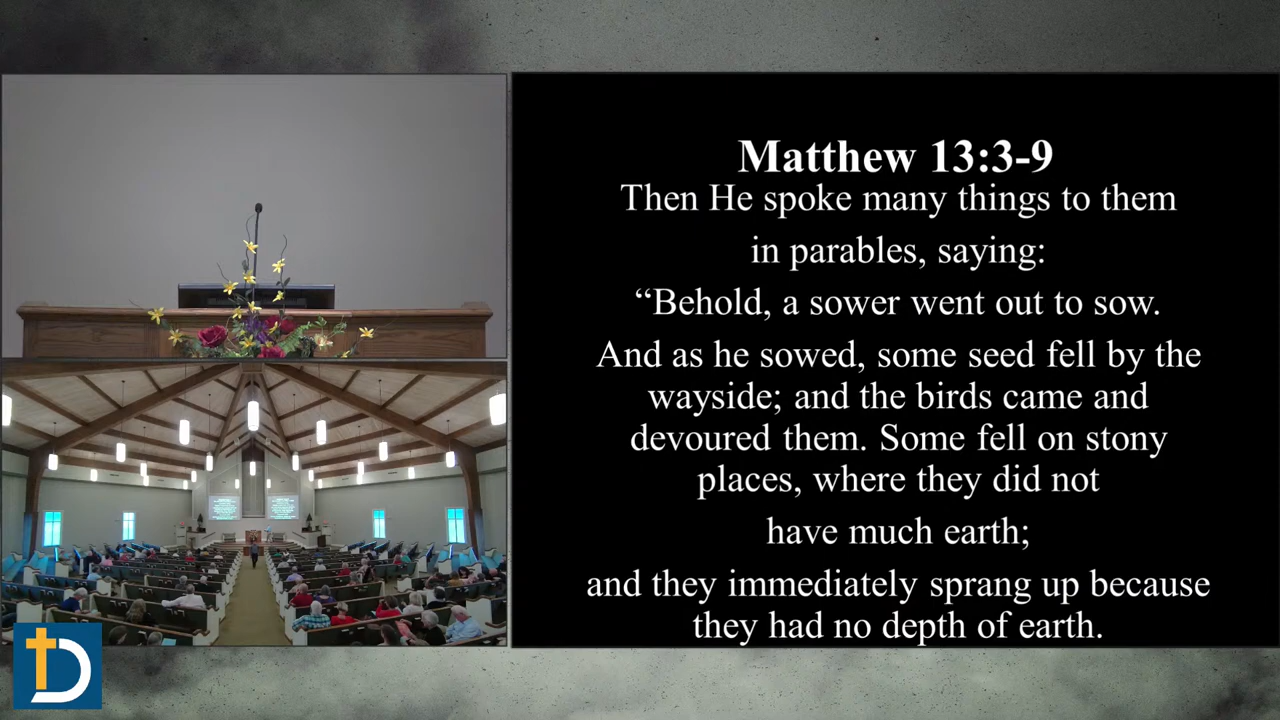 Matthew 13:3-9
Then He spoke many things to them
in parables, saying:
“Behold, a sower went out to sow.
And as he sowed, some seed fell by the
wayside; and the birds came and
devoured them. Some fell on stony
places, where they did not
have much earth;
and they immediately sprang up because
they had no depth of earth.